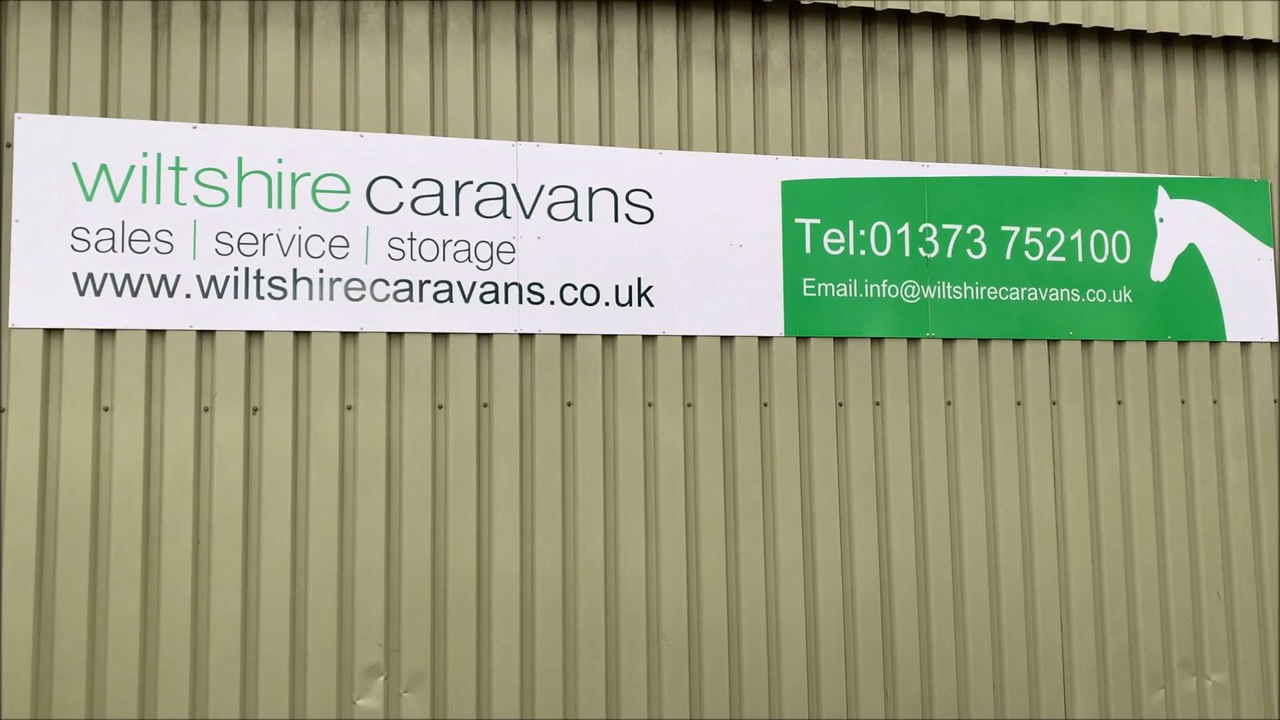 wiltshire caravans
sales | service | storage
www.wiltshirecaravans.co.uk
Tel:01373 752100
Email.info@wiltshirecaravans.co.uk